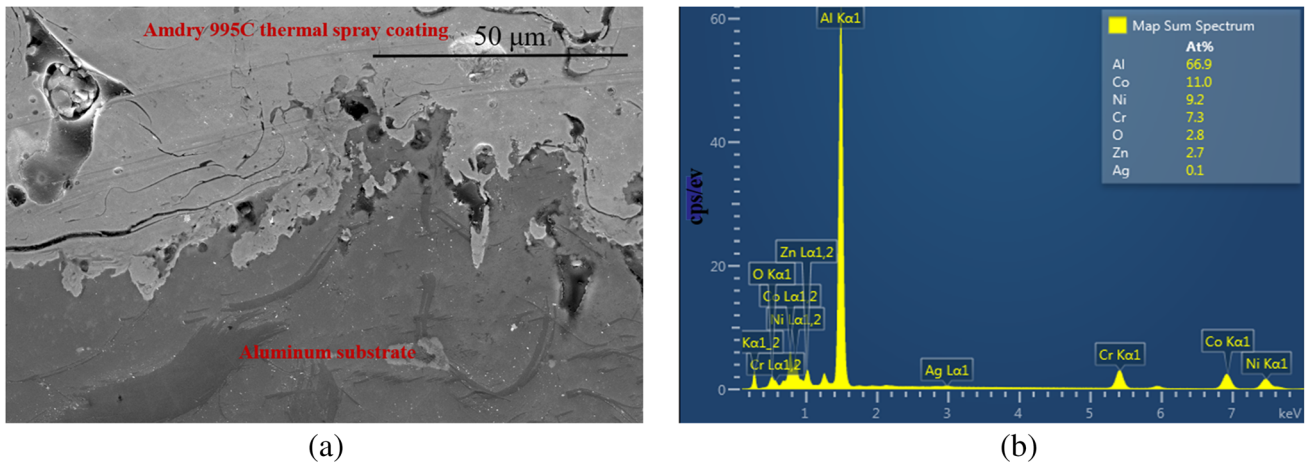 Amdry 995C thermal spray coating
50 μm
Aluminum substrate
(a)
cps/ev
60
40
20
0
Al Kα1
Zn Lα1,2
O Kα1
Co Lα1,2
Ni Lα1,2
Kα1_2
Cr Lα1,2
Ag Lα1
Cr Kα1
Co Kα1
Ni Kα1
1 2 3 4 5 6 7 keV
Map Sum Spectrum
At%
Al 66.9
Co 11.0
Ni 9.2
Cr 7.3
O 2.8
Zn 2.7
Ag 0.1
(b)